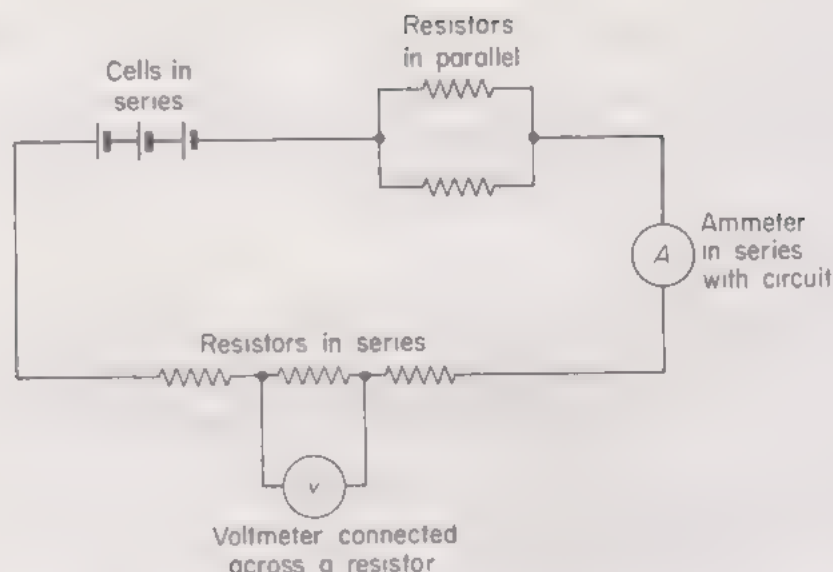 Resistors
in parallel
Cells in
series
A
Ammeter
in series
with circuit
Resistors in series
v
Voltmeter connected
across a resistor